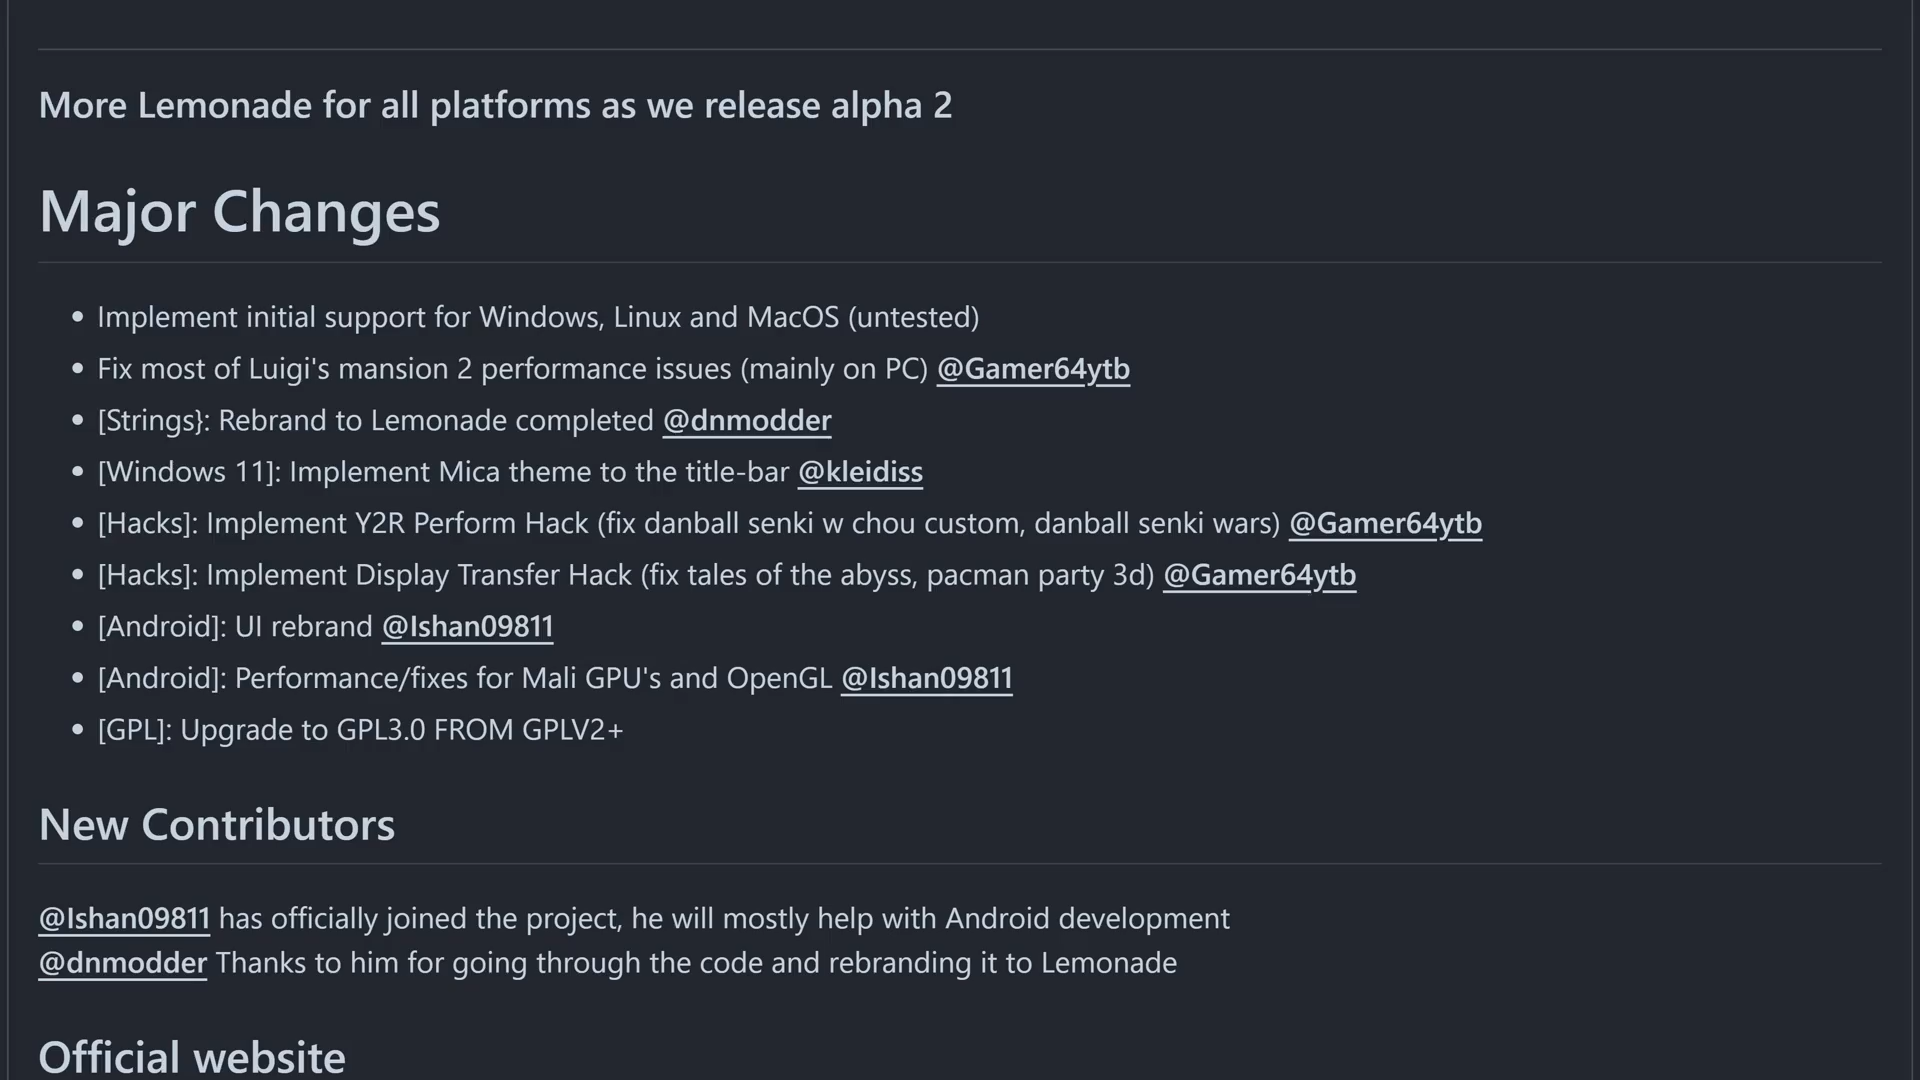 More Lemonade for all platforms as we release alpha 2
Major Changes
• Implement initial support for Windows, Linux and MacOS (untested)
• Fix most of Luigi's mansion 2 performance issues (mainly on PC) @Gamer64ytb
• [Strings}: Rebrand to Lemonade completed @dnmodder
• [Windows 11]: Implement Mica theme to the title-bar @kleidiss
• [Hacks]: Implement Y2R Perform Hack (fix danball senki w chou custom, danball senki wars) @Gamer64ytb
• [Hacks]: Implement Display Transfer Hack (fix tales of the abyss, pacman party 3d) @Gamer64ytb
• [Android]: UI rebrand @Ishan09811
• [Android]: Performance/fixes for Mali GPU's and OpenGL @Ishan09811
• [GPL]: Upgrade to GPL3.0 FROM GPLV2+
New Contributors
@Ishan09811 has officially joined the project, he will mostly help with Android development
@dnmodder Thanks to him for going through the code and rebranding it to Lemonade
Official website